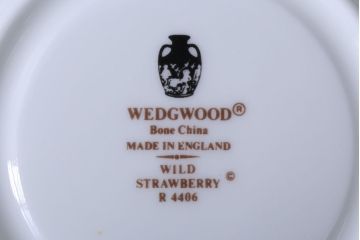 WEDGWOOD®
Bone China
MADE IN ENGLAND
WILD
STRAWBERRY ©
R 4406